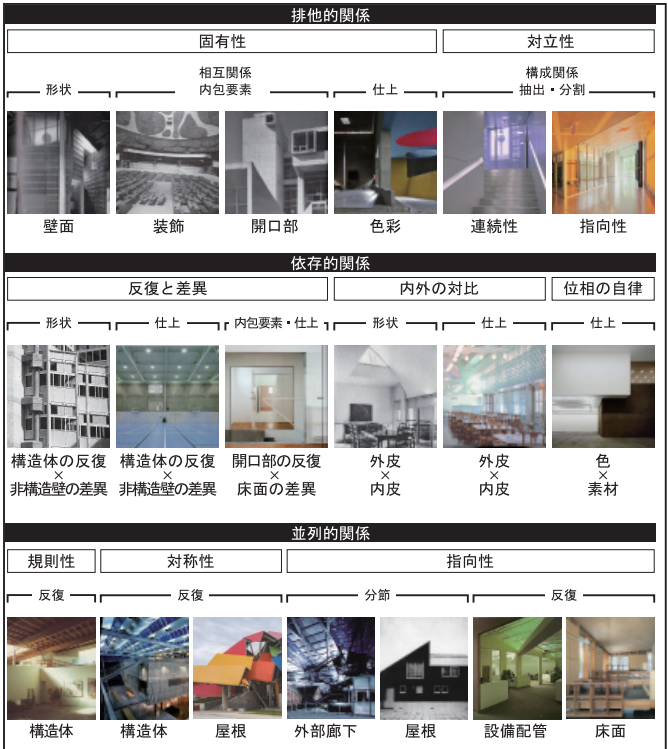 排他的関係
固有性
対立性
形状
相互関係
内包要素
仕上
構成関係
抽出・分割
壁面
装飾
開口部
色彩
連続性
指向性
依存的関係
反復と差異
内外の対比
位相の自律
形状
仕上
内包要素・仕上
形状
仕上
仕上
構造体の反復
×
非構造壁の差異
構造体の反復
×
非構造壁の差異
開口部の反復
×
床面の差異
外皮
×
内皮
外皮
×
内皮
色
×
素材
並列的関係
規則性
対称性
指向性
反復
反復
分節
反復
構造体
構造体
屋根
外部廊下
屋根
設備配管
床面